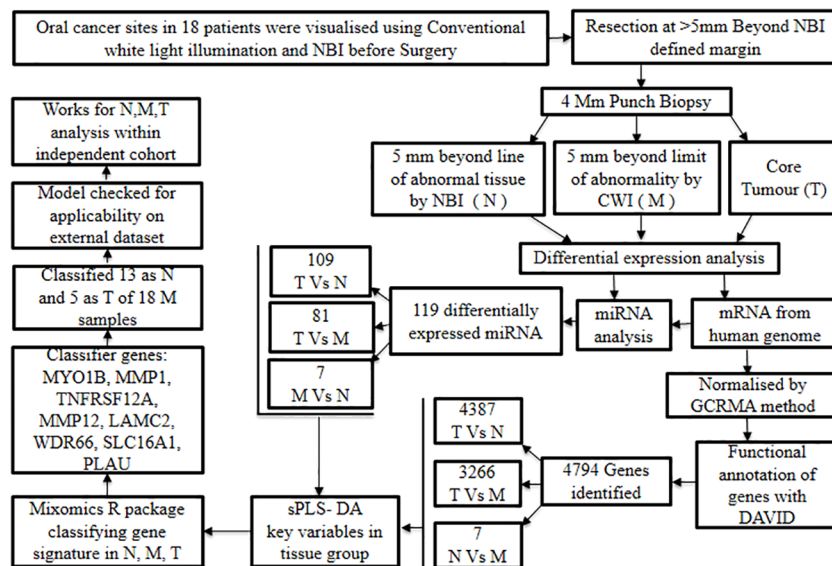 Oral cancer sites in 18 patients were visualised using Conventional
white light illumination and NBI before Surgery
Resection at >5mm Beyond NBI
defined margin
4 Mm Punch Biopsy
5 mm beyond line
of abnormal tissue
by NBI ( N )
5 mm beyond limit
of abnormality by
CWI ( M )
Core
Tumour (T)
Differential expression analysis
mRNA from
human genome
miRNA
analysis
119 differentially
expressed miRNA
109
T Vs N
81
T Vs M
7
M Vs N
Normalised by
GCRMA method
Functional
annotation of
genes with
DAVID
4794 Genes
identified
4387
T Vs N
3266
T Vs M
7
N Vs M
sPLS- DA
key variables in
tissue group
Mixomics R package
classifying gene
signature in N, M, T
Classifier genes:
MYO1B, MMP1,
TNFRSF12A,
MMP12, LAMC2,
WDR66, SLC16A1,
PLAU
Classified 13 as N
and 5 as T of 18 M
samples
Model checked for
applicability on
external dataset
Works for N,M,T
analysis within
independent cohort